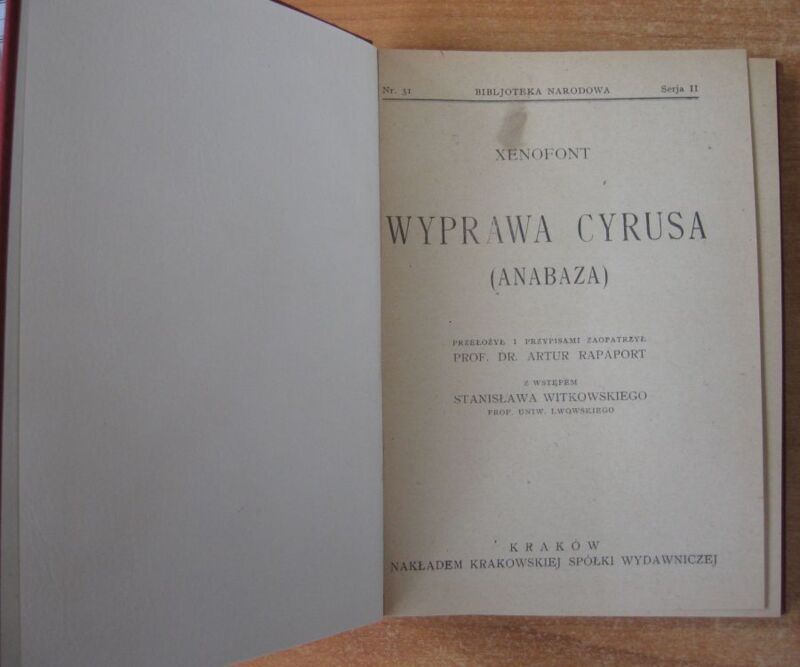 Nr. 31 BIBLJOTEKA NARODOWA Serja II
XENOFONT
WYPRAWA CYRUSA
(ANABAZA)
PRZEŁOŻYŁ I PRZYPISAMI ZAOPATRZYŁ
PROF. DR. ARTUR RAPAPORT
Z WSTĘPEM
STANISŁAWA WITKOWSKIEGO
PROF. UNIW. LWOWSKIEGO
KRAKÓW
NAKŁADEM KRAKOWSKIEJ SPÓŁKI WYDAWNICZEJ